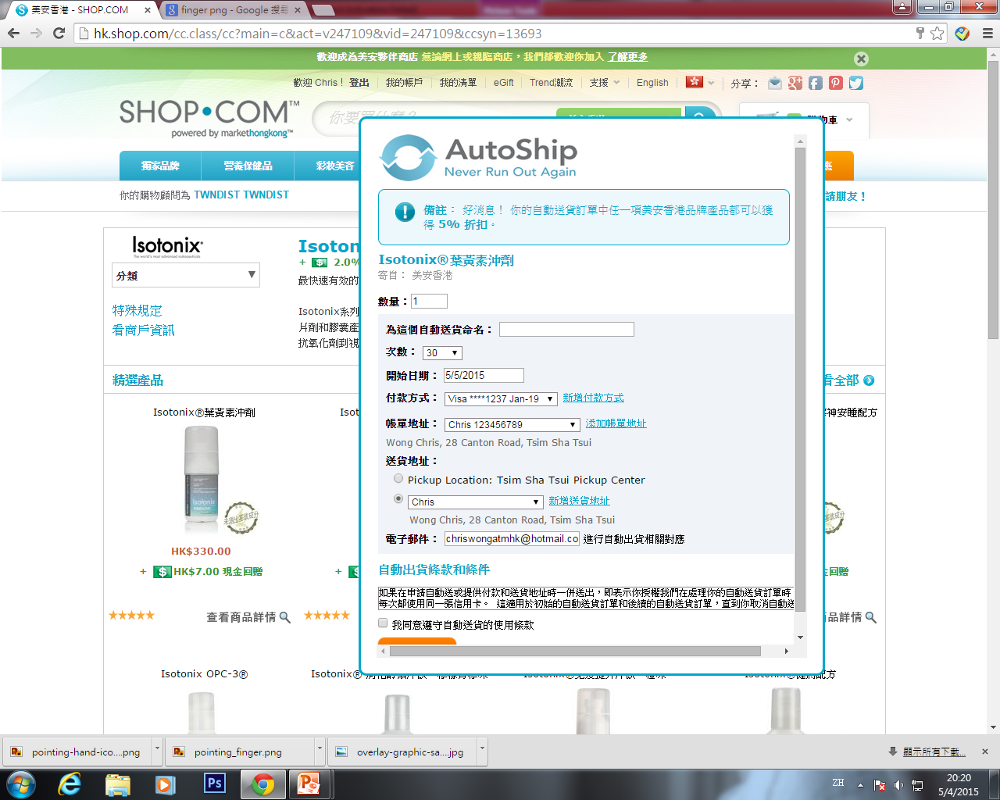 美安香港 - SHOP.COM
finger png - Google 搜尋
hk.shop.com/cc.class/cc?main=c&act=v247109&vid=247109&ccsyn=13693
歡迎成為美安夥伴商店 無論網上或親臨商店，我們都歡迎你加入 了解更多
歡迎 Chris！ 登出 我的帳戶 我的清單 eGift Trend潮流 支援 English 分享：
SHOP•COM™
powered by markethongkong™
你要買什麼？
物車
獨家品牌 營養保健品 彩妝美容
你的購物顧問為 TWNDIST TWNDIST
請朋友！
AutoShip
Never Run Out Again
備註： 好消息！ 你的自動送貨訂單中任一項美安香港品牌產品都可以獲
得 5% 折扣。
Isotonix®葉黃素沖劑
寄自： 美安香港
數量：1
為這個自動送貨命名：
次數： 30
開始日期： 5/5/2015
付款方式： Visa ****1237 Jan-19 新增付款方式
帳單地址： Chris 123456789 添加帳單地址
Wong Chris, 28 Canton Road, Tsim Sha Tsui
送貨地址：
Pickup Location: Tsim Sha Tsui Pickup Center
Chris 新增送貨地址
Wong Chris, 28 Canton Road, Tsim Sha Tsui
電子郵件： chriswongatmhk@hotmail.co 進行自動出貨相關對應
自動出貨條款和條件
如果在申請自動送或提供付款和送貨地址時一併送出，即表示你授權我們在處理你的自動送貨訂單時
每次都使用同一張信用卡。 這適用於初始的自動送貨訂單和後續的自動送貨訂單，直到你取消自動送
我同意遵守自動送貨的使用條款
Isotonix®
The world's most advanced nutraceuticals
分類
特殊規定
看商戶資訊
Isoton
+ $ 2.0%
最快速有效的
Isotonix系列
片劑和膠囊產
抗氧化劑到視
精選產品
看全部
Isotonix®葉黃素沖劑
Isot
神安睡配方
Isotonix
HK$330.00
+ $ HK$7.00 現金回贈
+ $
回贈
查看商品詳情
商品詳情
Isotonix OPC-3®
pointing-hand-ico....png
pointing_finger.png
overlay-graphic-sa....jpg
顯示所有下載...
Ps
ZH
20:20
5/4/2015